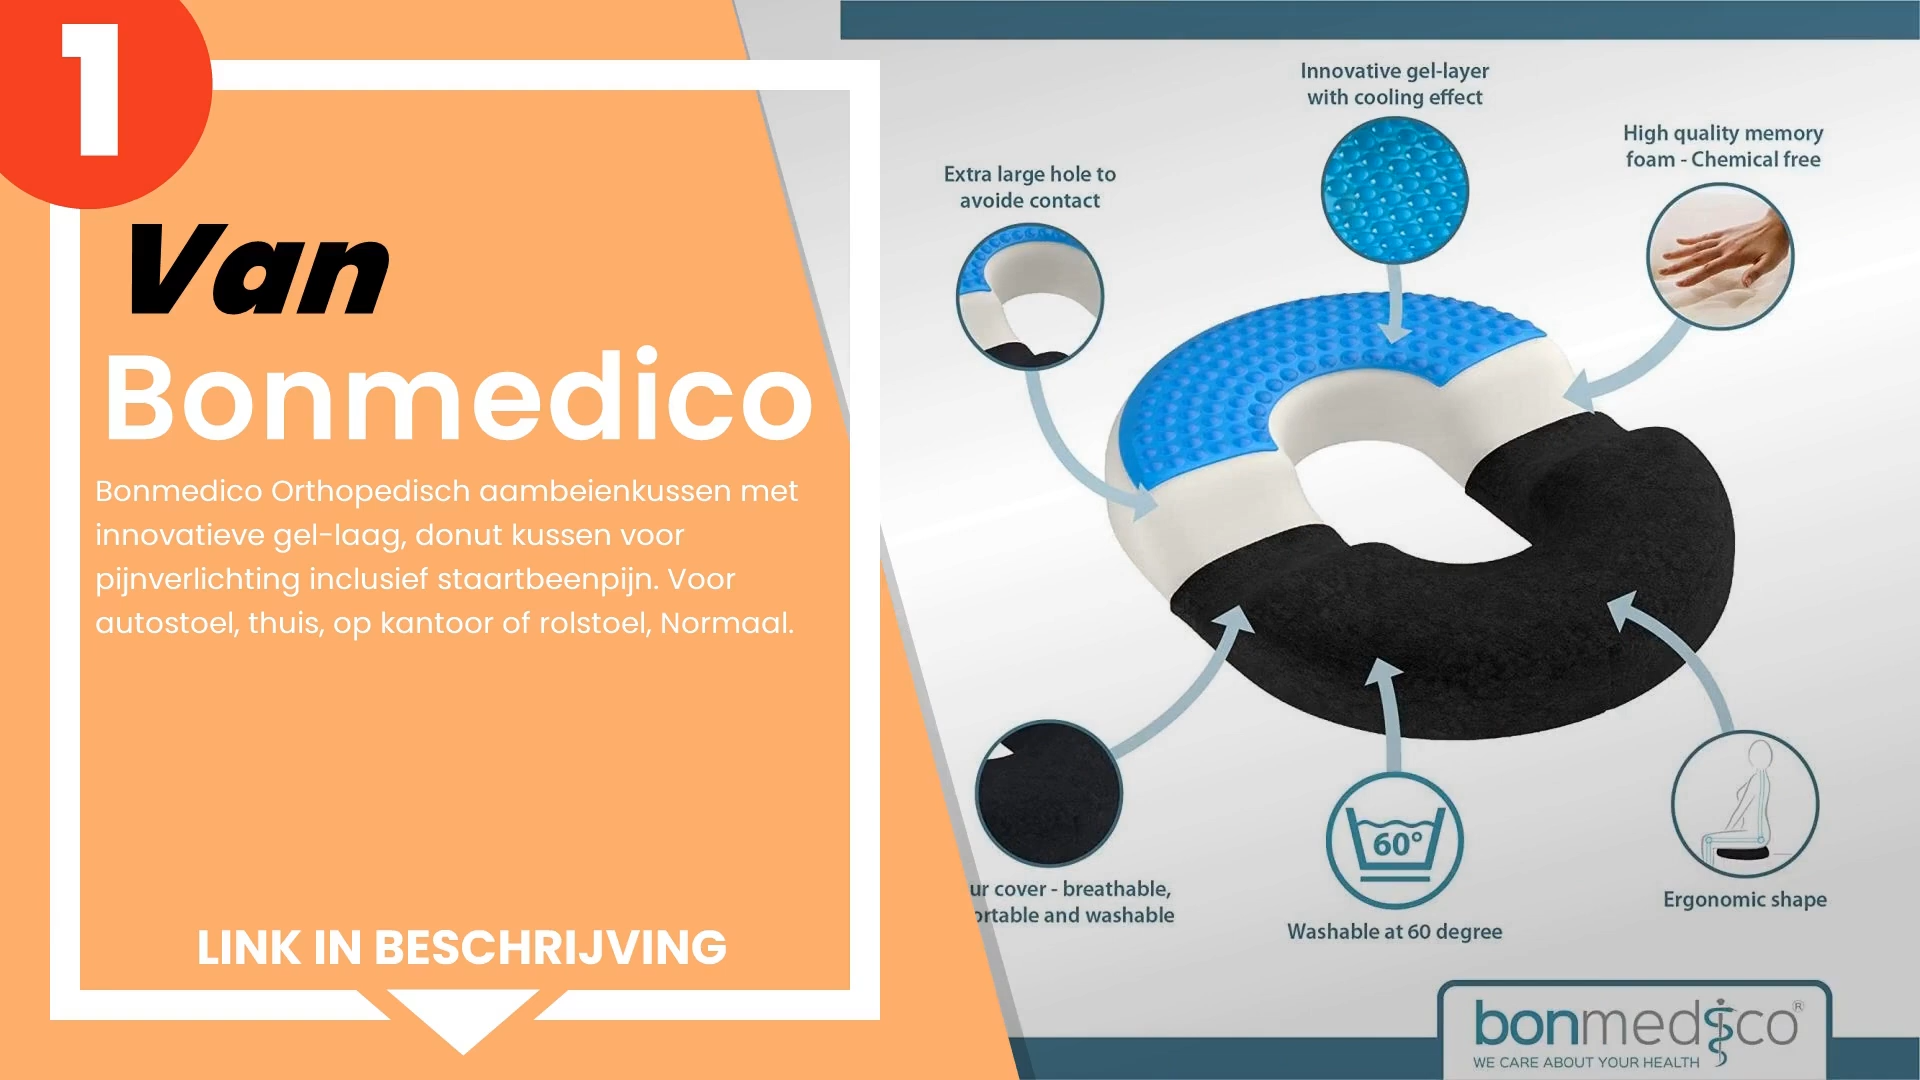 1
Van
Bonmedico
Bonmedico Orthopedisch aambeienkussen met
innovatieve gel-laag, donut kussen voor
pijnverlichting inclusief staartbeenpijn. Voor
autostoel, thuis, op kantoor of rolstoel, Normaal.
LINK IN BESCHRIJVING
Innovative gel-layer
with cooling effect
High quality memory
foam - Chemical free
Extra large hole to
avoide contact
cover - breathable,
and washable
60°
Washable at 60 degree
Ergonomic shape
bonmedico®
WE CARE ABOUT YOUR HEALTH